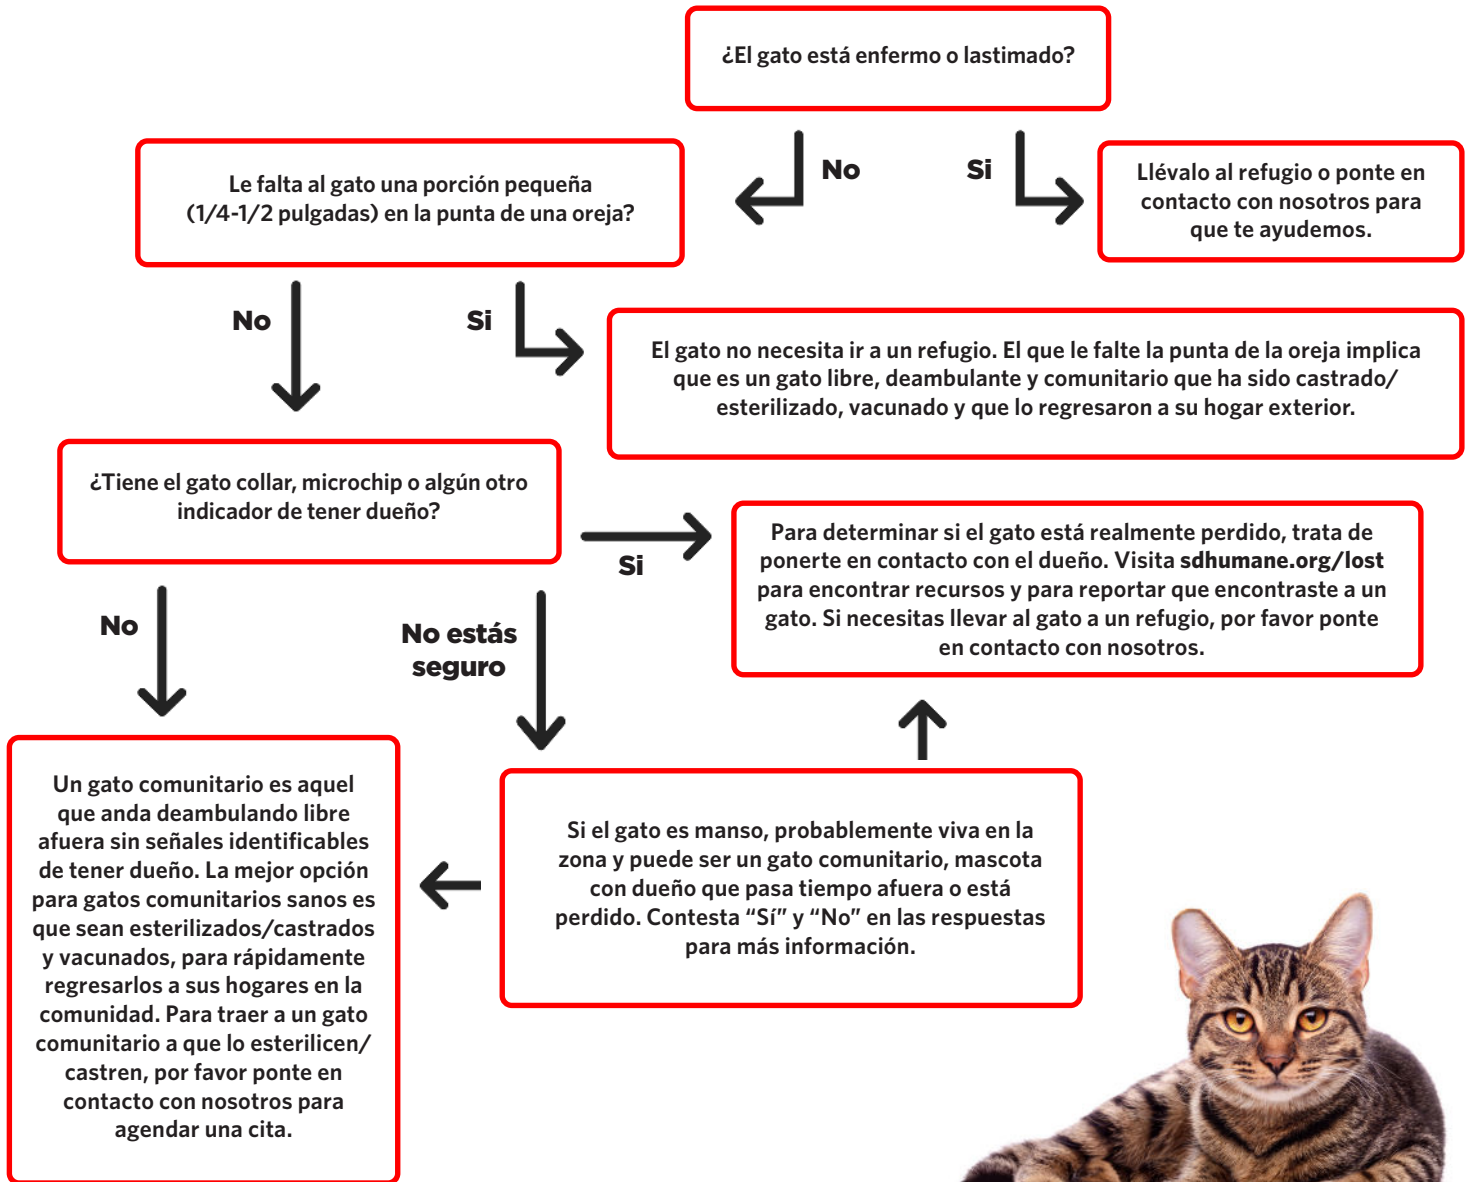 ¿El gato está enfermo o lastimado?
No
Si
Llévalo al refugio o ponte en
contacto con nosotros para
que te ayudemos.
Le falta al gato una porción pequeña
(1/4-1/2 pulgadas) en la punta de una oreja?
No
Si
El gato no necesita ir a un refugio. El que le falte la punta de la oreja implica
que es un gato libre, deambulante y comunitario que ha sido castrado/
esterilizado, vacunado y que lo regresaron a su hogar exterior.
¿Tiene el gato collar, microchip o algún otro
indicador de tener dueño?
Si
Para determinar si el gato está realmente perdido, trata de
ponerte en contacto con el dueño. Visita sdhumane.org/lost
para encontrar recursos y para reportar que encontraste a un
gato. Si necesitas llevar al gato a un refugio, por favor ponte
en contacto con nosotros.
No
No estás
seguro
Un gato comunitario es aquel
que anda deambulando libre
afuera sin señales identificables
de tener dueño. La mejor opción
para gatos comunitarios sanos es
que sean esterilizados/castrados
y vacunados, para rápidamente
regresarlos a sus hogares en la
comunidad. Para traer a un gato
comunitario a que lo esterilicen/
castren, por favor ponte en
contacto con nosotros para
agendar una cita.
Si el gato es manso, probablemente viva en la
zona y puede ser un gato comunitario, mascota
con dueño que pasa tiempo afuera o está
perdido. Contesta “Sí” y “No” en las respuestas
para más información.